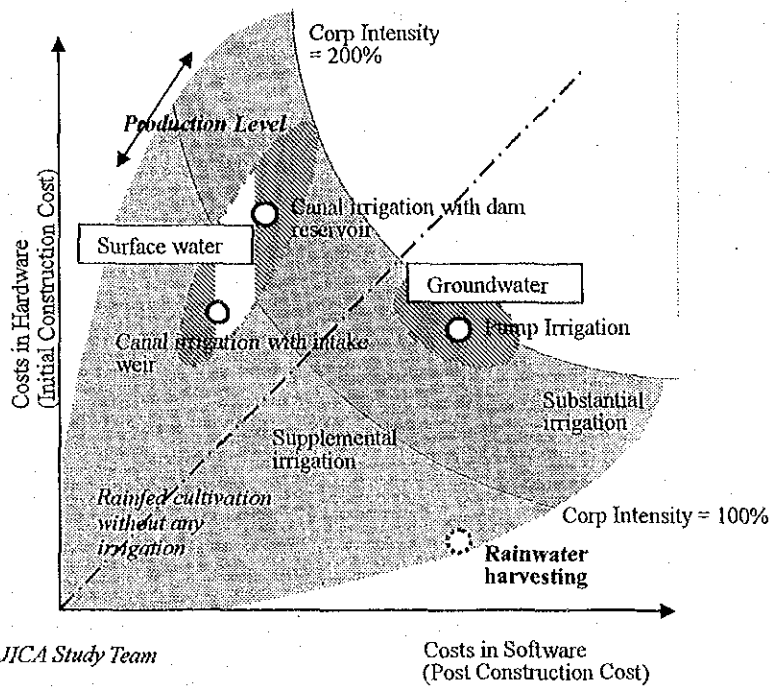 Corp Intensity
= 200%
Production Level
Canal irrigation with dam
reservoir
Surface water
Groundwater
Pump Irrigation
Canal irrigation with intake
weir
Costs in Hardware
(Initial Construction Cost)
Substantial
irrigation
Supplemental
irrigation
Rainfed cultivation
without any
irrigation
Corp Intensity = 100%
Rainwater
harvesting
JICA Study Team
Costs in Software
(Post Construction Cost)